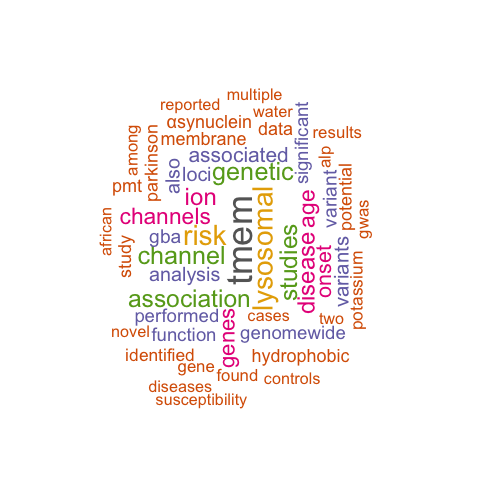 multiple
reported
water
αsynuclein
data
significant
results
among
parkinson
membrane
associated
also
loci
genetic
alp
variant
potential
pmt
ion
age
gwas
channels
tmem
lysosomal
african
study
gba
risk
studies
disease
onset
variants
potassium
channel
analysis
association
performed
cases
two
novel
function
genes
genomewide
identified
gene
hydrophobic
found
controls
diseases
susceptibility